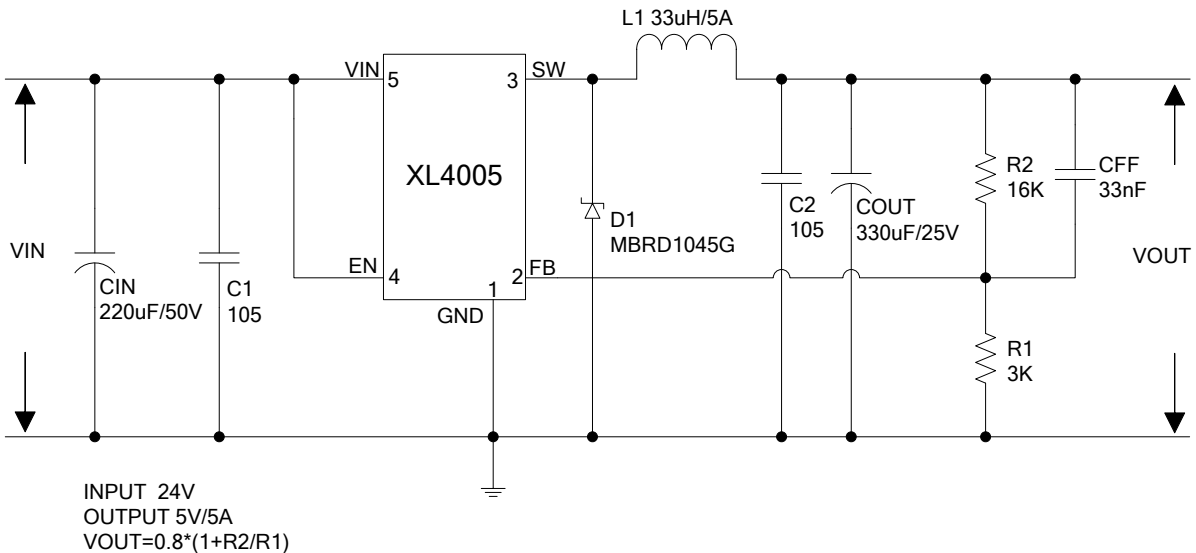 L1 33uH/5A
VIN
5
3
SW
XL4005
R2
16K
CFF
33nF
C2
105
COUT
330uF/25V
D1
MBRD1045G
VIN
VOUT
EN
4
2
FB
CIN
220uF/50V
C1
105
1
GND
R1
3K
INPUT 24V
OUTPUT 5V/5A
VOUT=0.8*(1+R2/R1)